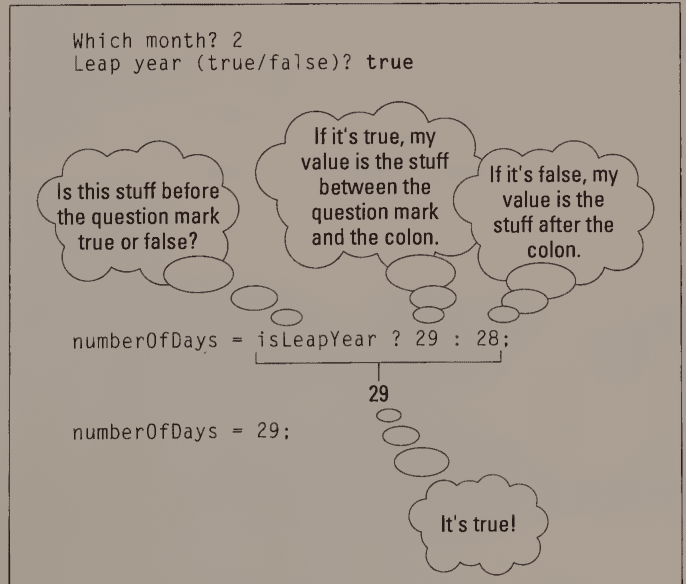 Which month? 2
Leap year (true/false)? true
Is this stuff before
the question mark
true or false?
If it's true, my
value is the stuff
between the
question mark
and the colon.
If it's false, my
value is the
stuff after the
colon.
numberOfDays = isLeapYear ? 29 : 28;
29
numberOfDays = 29;
It's true!